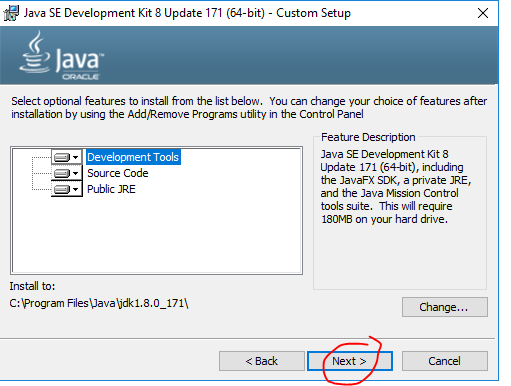 Java SE Development Kit 8 Update 171 (64-bit) - Custom Setup
Java™
ORACLE
Select optional features to install from the list below. You can change your choice of features after
installation by using the Add/Remove Programs utility in the Control Panel
Development Tools
Source Code
Public JRE
Feature Description
Java SE Development Kit 8
Update 171 (64-bit), including
the JavaFX SDK, a private JRE,
and the Java Mission Control
tools suite. This will require
180MB on your hard drive.
Install to:
C:\Program Files\Java\jdk1.8.0_171\
Change...
< Back
Next >
Cancel